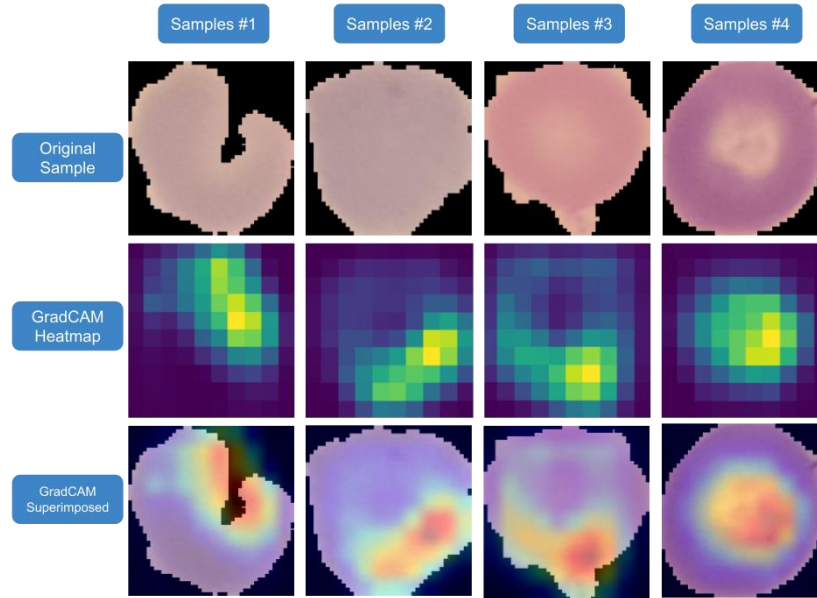 Samples #1
Samples #2
Samples #3
Samples #4
Original
Sample
GradCAM
Heatmap
GradCAM
Superimposed